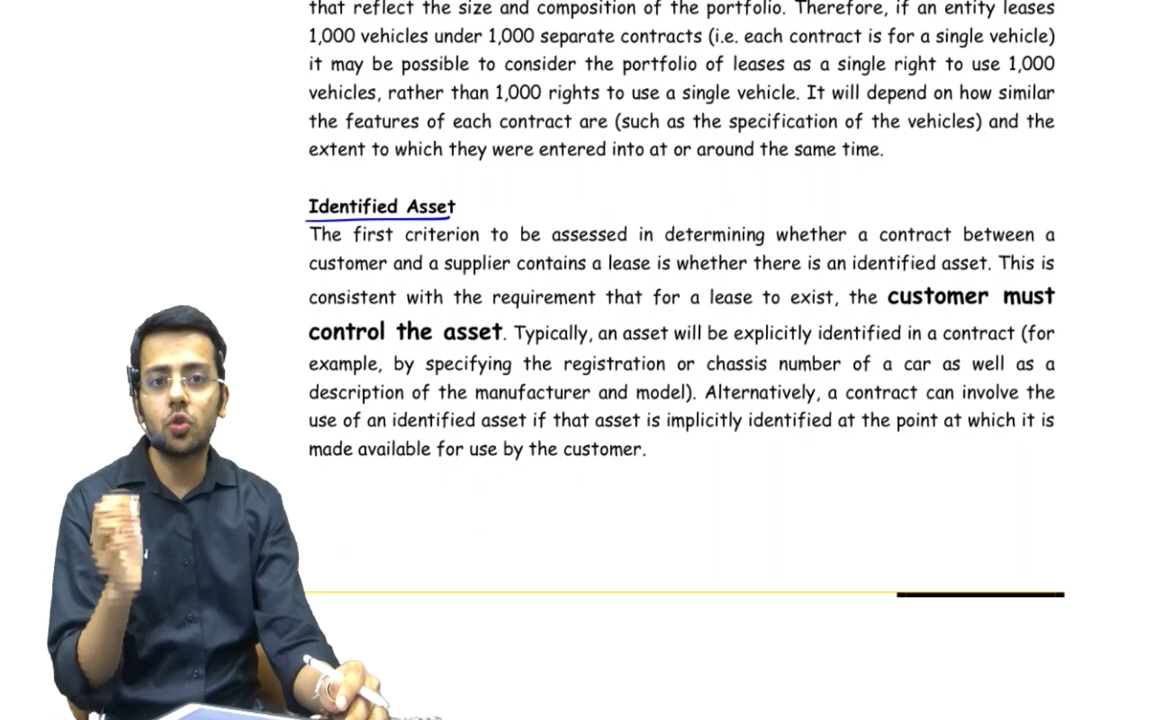 that reflect the size and composition of the portfolio. Therefore, if an entity leases
1,000 vehicles under 1,000 separate contracts (i.e. each contract is for a single vehicle)
it may be possible to consider the portfolio of leases as a single right to use 1,000
vehicles, rather than 1,000 rights to use a single vehicle. It will depend on how similar
the features of each contract are (such as the specification of the vehicles) and the
extent to which they were entered into at or around the same time.
Identified Asset
The first criterion to be assessed in determining whether a contract between a
customer and a supplier contains a lease is whether there is an identified asset. This is
consistent with the requirement that for a lease to exist, the customer must
control the asset. Typically, an asset will be explicitly identified in a contract (for
example, by specifying the registration or chassis number of a car as well as a
description of the manufacturer and model). Alternatively, a contract can involve the
use of an identified asset if that asset is implicitly identified at the point at which it is
made available for use by the customer.